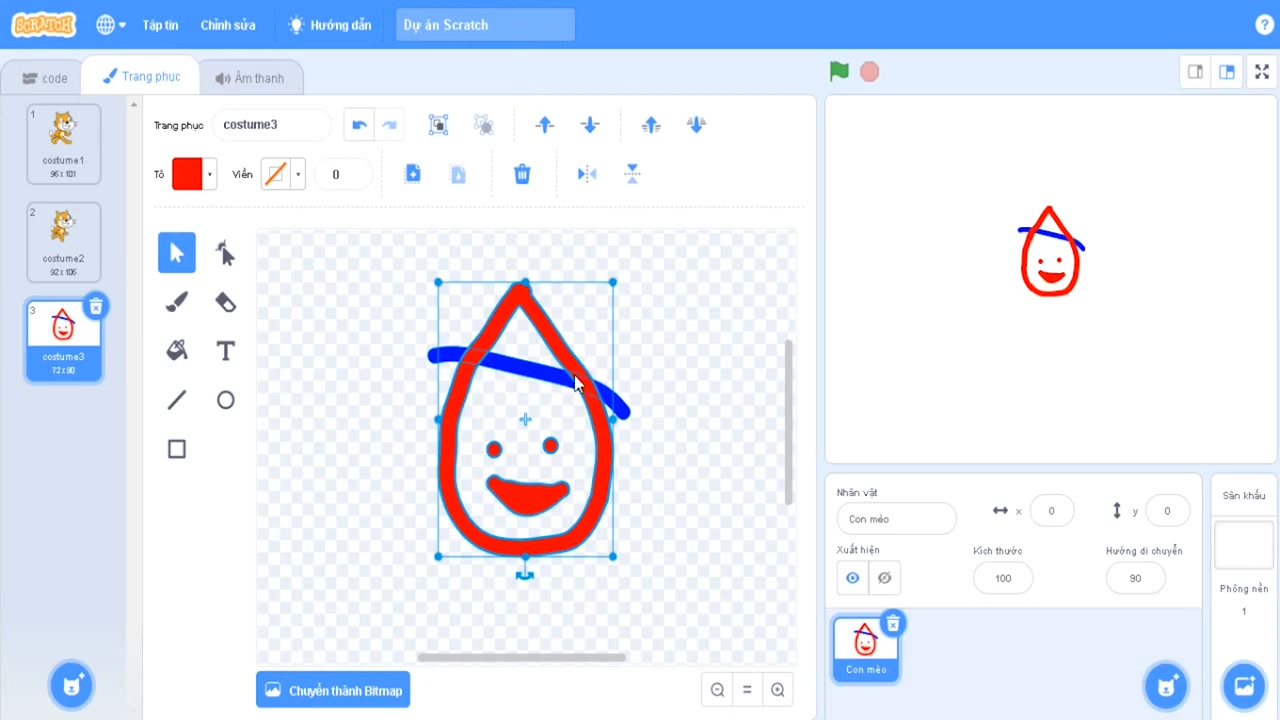 SCRATCH
Tập tin
Chỉnh sửa
Hướng dẫn
Dự án Scratch
?
code
Trang phục
Âm thanh
1
costume1
96 x 101
2
costume2
92 x 106
3
costume3
72 x 90
Trang phục
costume3
Tô
Viền
0
T
Chuyển thành Bitmap
Nhân vật
Con mèo
x
0
y
0
Xuất hiện
Kích thước
100
Hướng di chuyển
90
Con mèo
Sân khấu
Phông nền
1